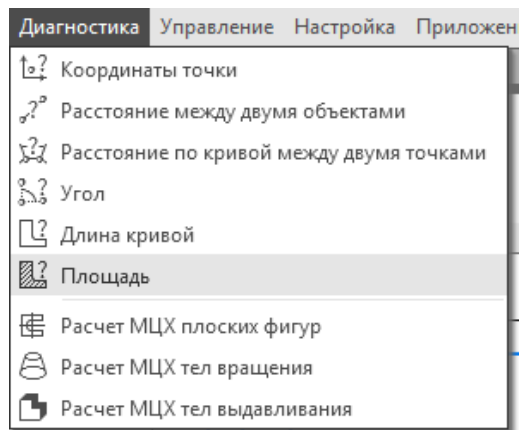 Диагностика Управление Настройка Приложен
Координаты точки
Расстояние между двумя объектами
Расстояние по кривой между двумя точками
Угол
Длина кривой
Площадь
Расчет МЦХ плоских фигур
Расчет МЦХ тел вращения
Расчет МЦХ тел выдавливания